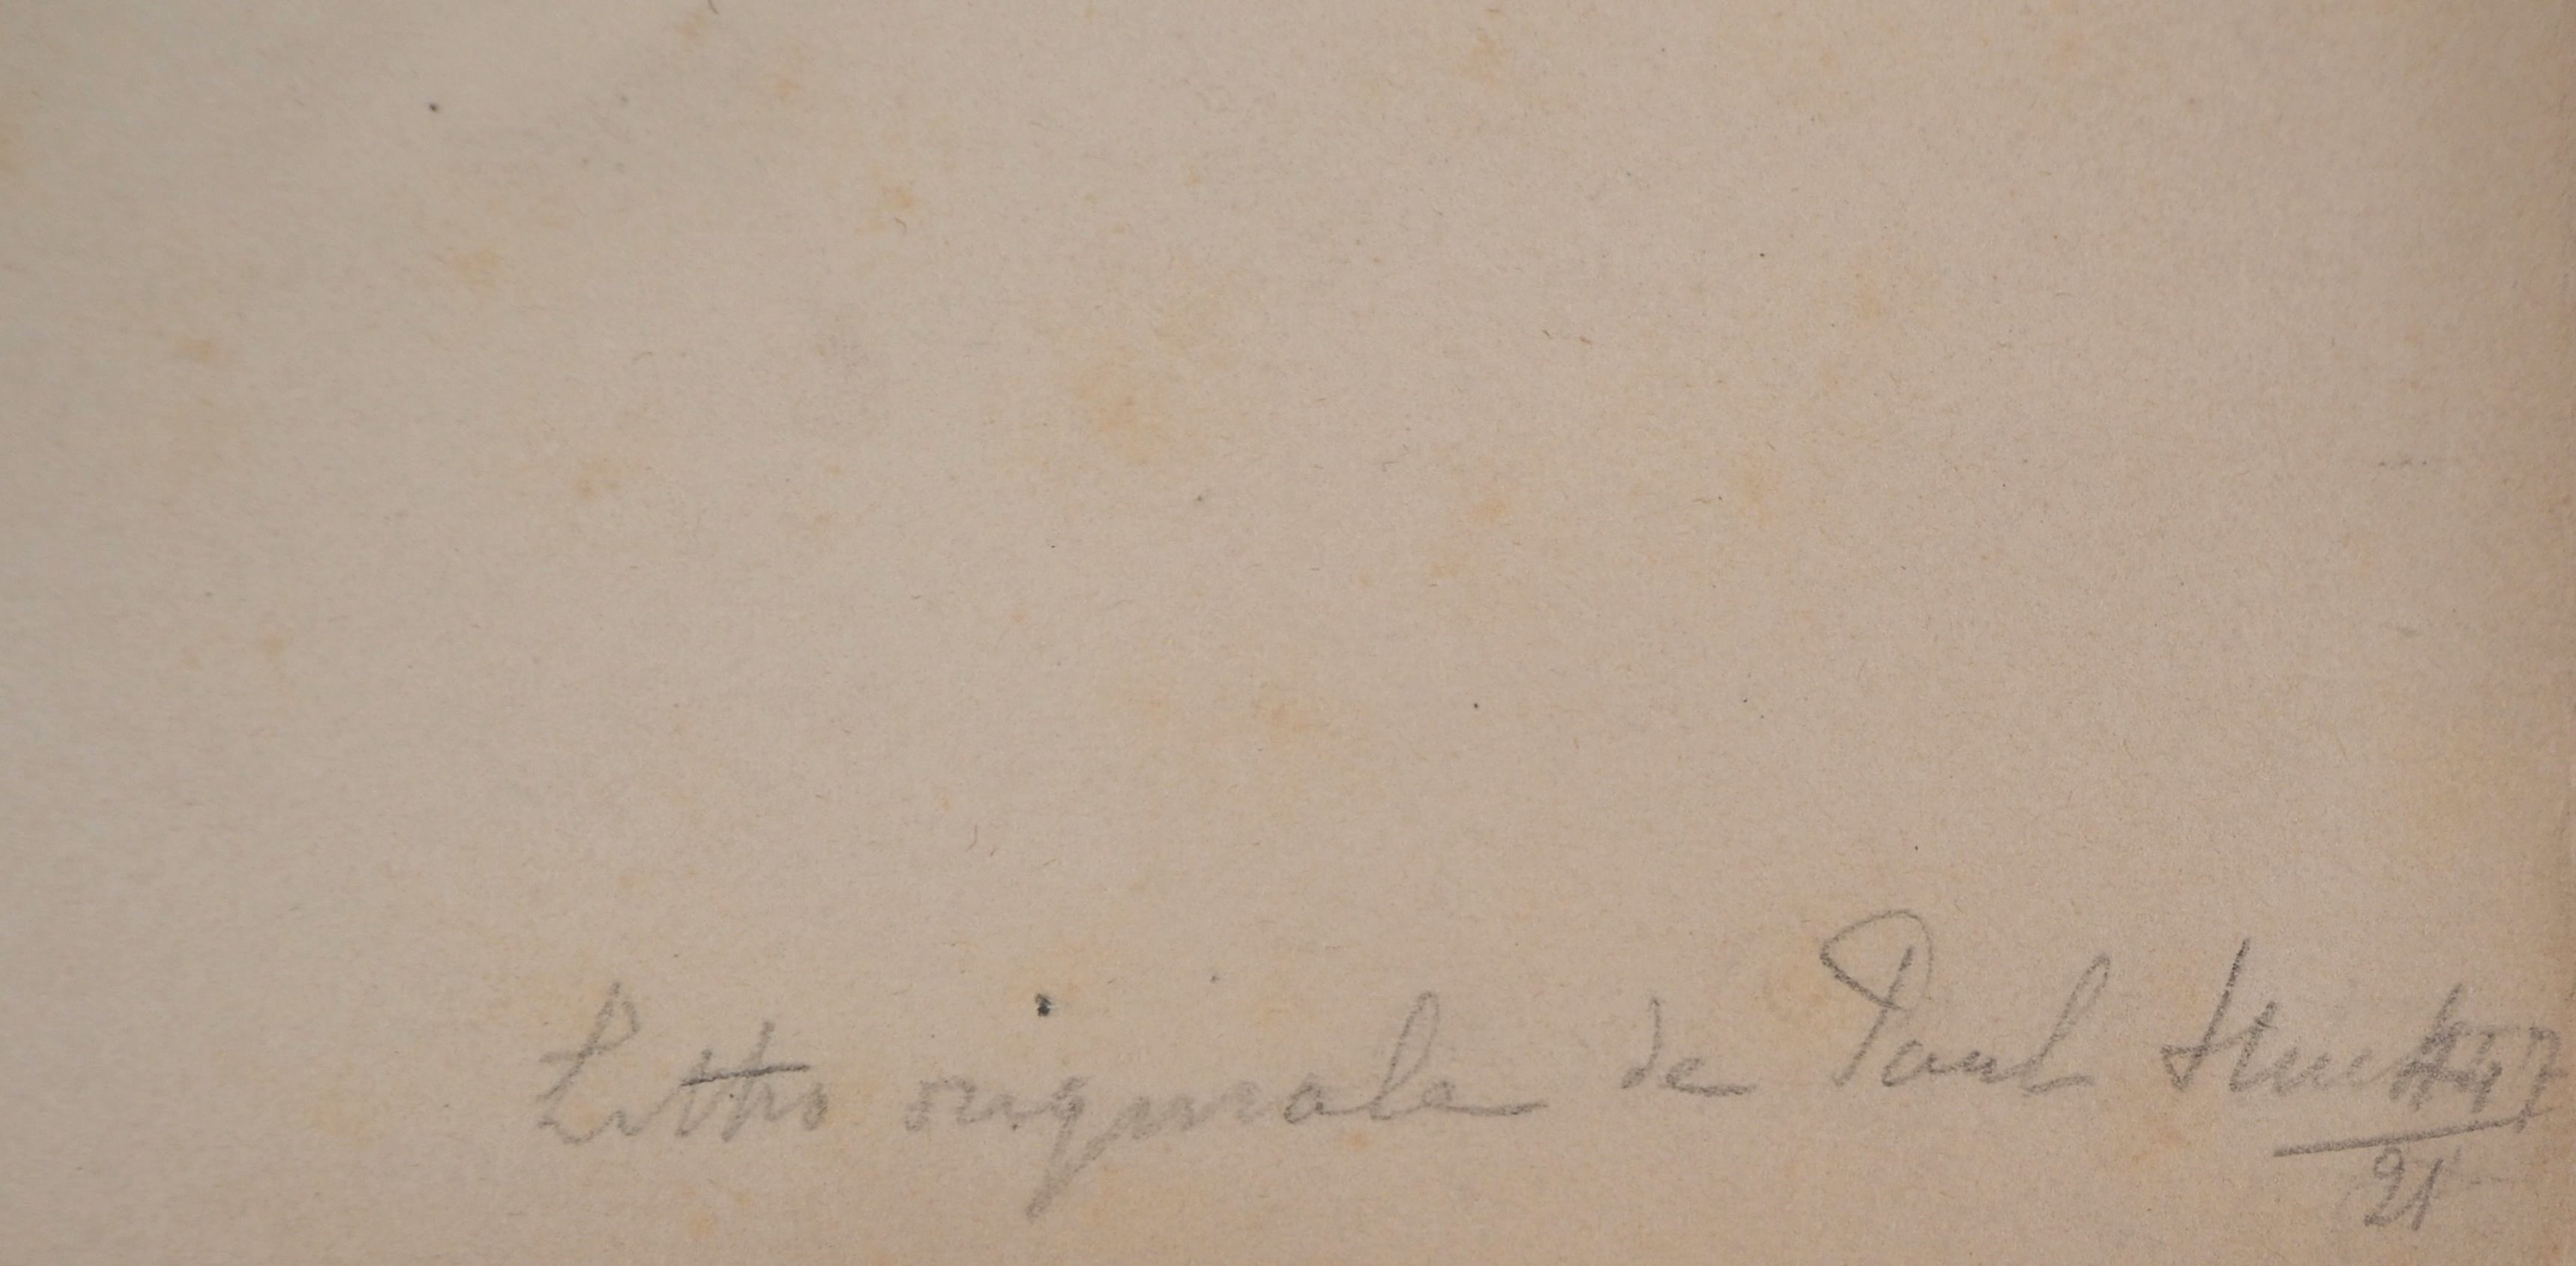 Litho originale de Paul
21